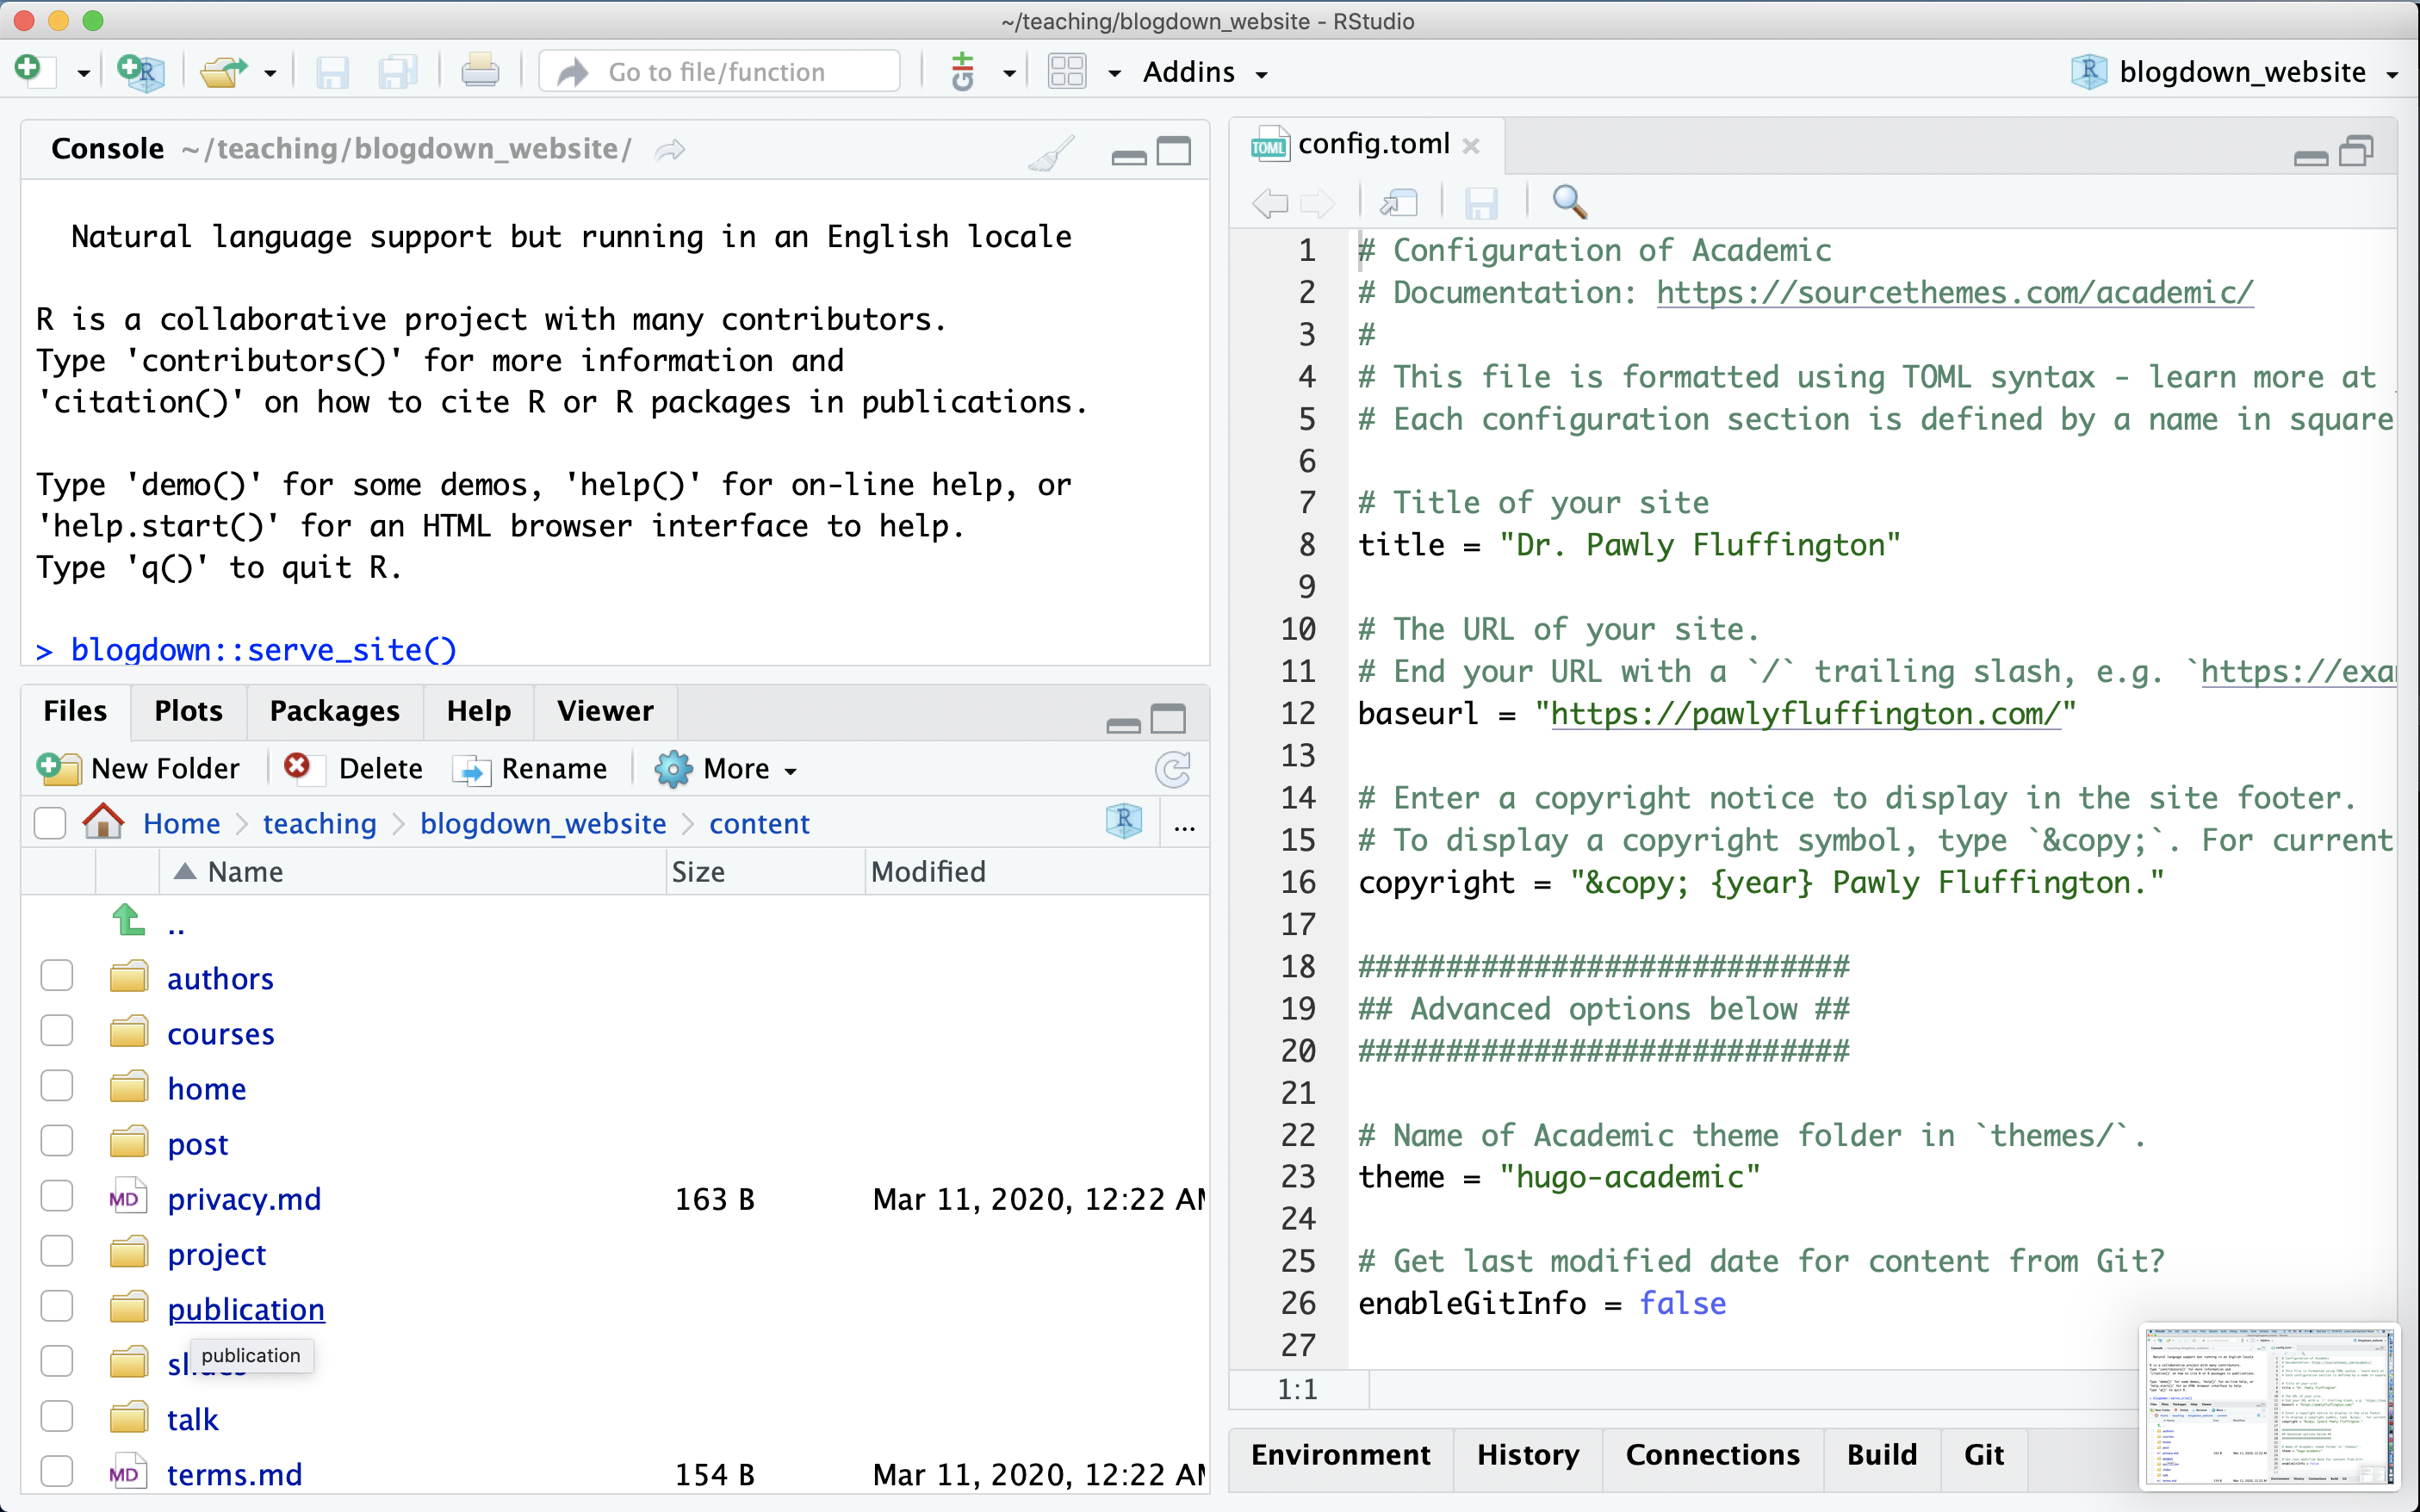 ~/teaching/blogdown_website - RStudio
Go to file/function
Addins
blogdown_website
Console ~/teaching/blogdown_website/
Natural language support but running in an English locale
R is a collaborative project with many contributors.
Type 'contributors()' for more information and
'citation()' on how to cite R or R packages in publications.
Type 'demo()' for some demos, 'help()' for on-line help, or
'help.start()' for an HTML browser interface to help.
Type 'q()' to quit R.
> blogdown::serve_site()
Files Plots Packages Help Viewer
New Folder Delete Rename More
Home teaching blogdown_website content ...
Name Size Modified
..
authors
courses
home
post
MD privacy.md 163 B Mar 11, 2020, 12:22 AM
project
publication
publication
slides
talk
MD terms.md 154 B Mar 11, 2020, 12:22 AM
TOML config.toml
1 # Configuration of Academic
2 # Documentation: https://sourcethemes.com/academic/
3 #
4 # This file is formatted using TOML syntax - learn more at
5 # Each configuration section is defined by a name in square
6
7 # Title of your site
8 title = "Dr. Pawly Fluffington"
9
10 # The URL of your site.
11 # End your URL with a `/` trailing slash, e.g. `https://exa
12 baseurl = "https://pawlyfluffington.com/"
13
14 # Enter a copyright notice to display in the site footer.
15 # To display a copyright symbol, type `&copy;`. For current
16 copyright = "&copy; {year} Pawly Fluffington."
17
18 ############################
19 ## Advanced options below ##
20 ############################
21
22 # Name of Academic theme folder in `themes/`.
23 theme = "hugo-academic"
24
25 # Get last modified date for content from Git?
26 enableGitInfo = false
27
1:1
Environment History Connections Build Git